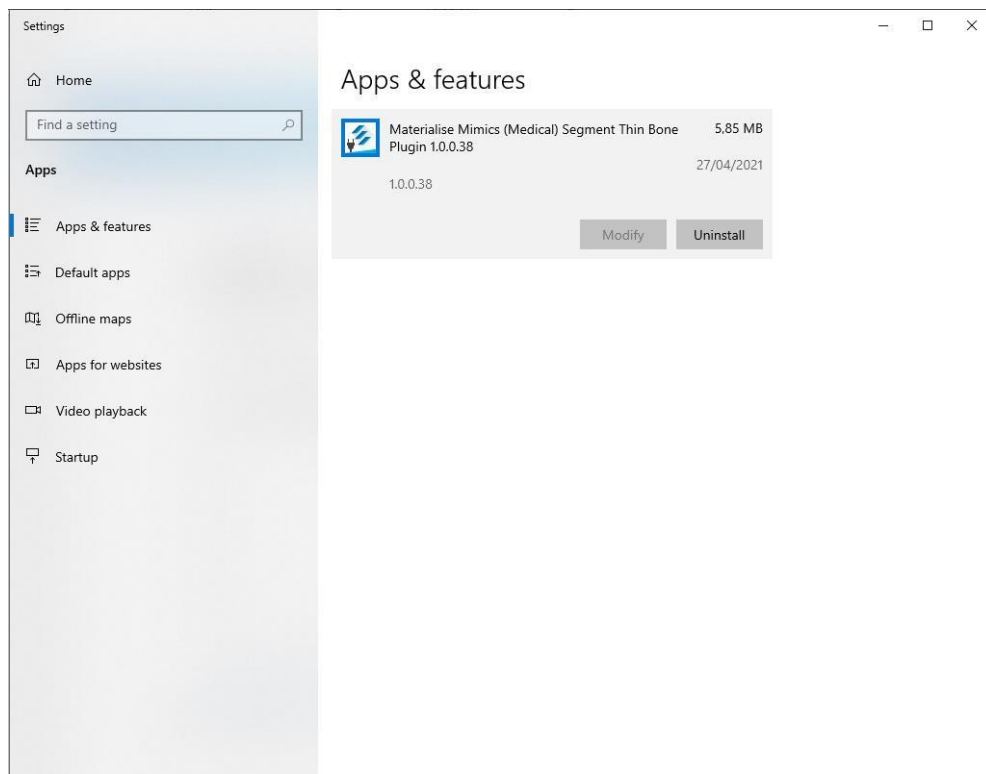 Settings
Home
Find a setting
Apps
Apps & features
Default apps
Offline maps
Apps for websites
Video playback
Startup
Apps & features
Materialise Mimics (Medical) Segment Thin Bone
Plugin 1.0.0.38
5,85 MB
27/04/2021
1.0.0.38
Modify
Uninstall